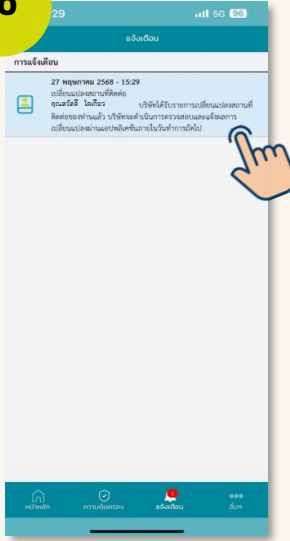 29
5G 96
แจ้งเตือน
การแจ้งเตือน
27 พฤษภาคม 2568 - 15:29
เปลี่ยนแปลงสถานที่ติดต่อ
คุณสวัสดี บริษัทได้รับรายการเปลี่ยนแปลงสถานที่
ติดต่อของท่านแล้ว บริษัทจะดำเนินการตรวจสอบและแจ้งผลการ
เปลี่ยนแปลงผ่านแอปพลิเคชันภายในวันทำการถัดไป
หน้าหลัก ความคุ้มครอง แจ้งเตือน อื่นๆ